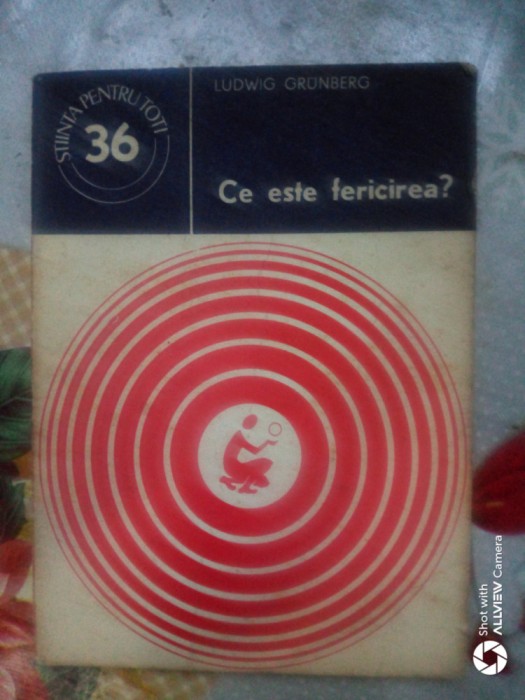 LUDWIG GRÜNBERG
ȘTIINȚA PENTRU TOȚI
36
Ce este fericirea?
Shot with
ALLVIEW Camera